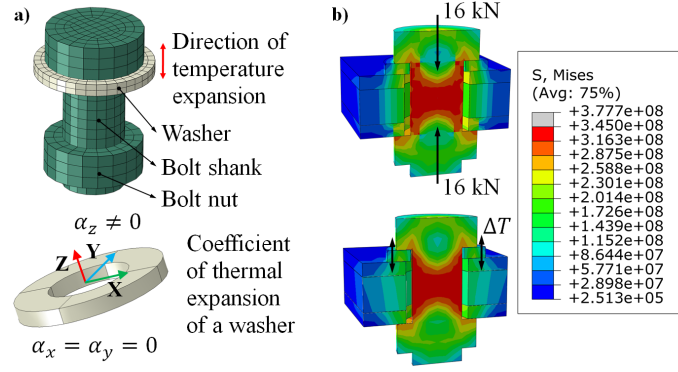 a)
Direction of
temperature
expansion
Washer
Bolt shank
Bolt nut
α_z ≠ 0
Z
Y
X
Coefficient
of thermal
expansion
of a washer
α_x = α_y = 0
b)
16 kN
16 kN
ΔT
S, Mises
(Avg: 75%)
+3.777e+08
+3.450e+08
+3.163e+08
+2.875e+08
+2.588e+08
+2.301e+08
+2.014e+08
+1.726e+08
+1.439e+08
+1.152e+08
+8.644e+07
+5.771e+07
+2.898e+07
+2.513e+05